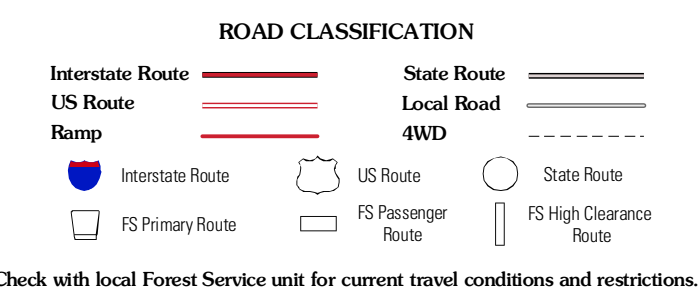 ROAD CLASSIFICATION
Interstate Route
State Route
US Route
Local Road
Ramp
4WD
Interstate Route
US Route
State Route
FS Primary Route
FS Passenger
Route
FS High Clearance
Route
Check with local Forest Service unit for current travel conditions and restrictions.